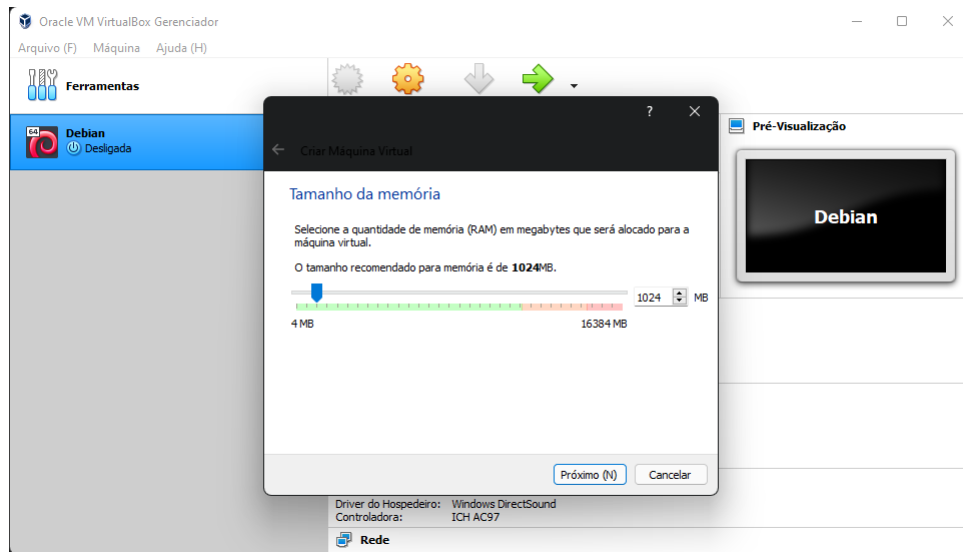 Oracle VM VirtualBox Gerenciador
Arquivo (F) Máquina Ajuda (H)
Ferramentas
64
Debian
Desligada
?
Criar Máquina Virtual
Tamanho da memória
Selecione a quantidade de memória (RAM) em megabytes que será alocado para a
máquina virtual.
O tamanho recomendado para memória é de 1024MB.
1024 MB
4 MB 16384 MB
Próximo (N) Cancelar
Pré-Visualização
Debian
Driver do Hospedeiro: Windows DirectSound
Controladora: ICH AC97
Rede